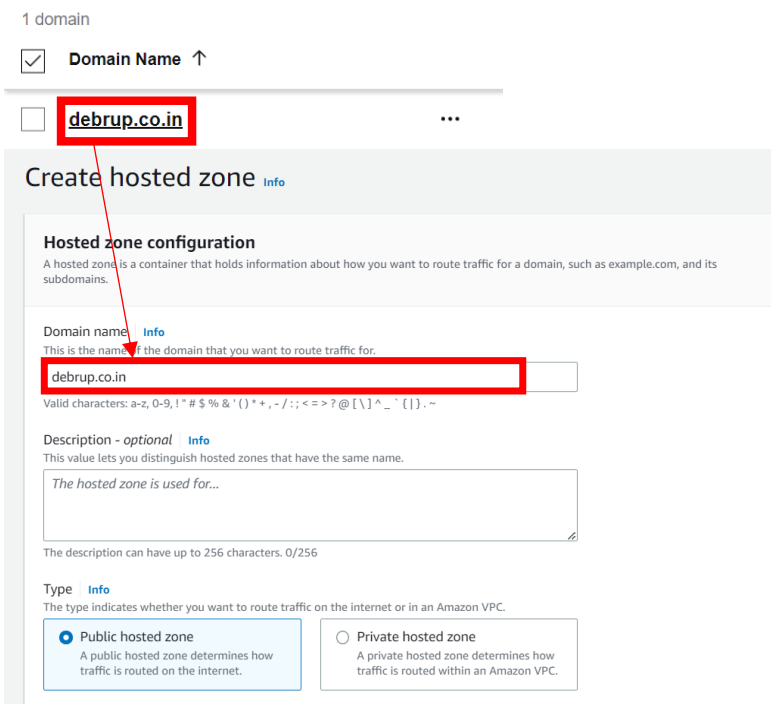 1 domain
Domain Name ↑
debrup.co.in
...
Create hosted zone Info
Hosted zone configuration
A hosted zone is a container that holds information about how you want to route traffic for a domain, such as example.com, and its
subdomains.
Domain name Info
This is the name of the domain that you want to route traffic for.
debrup.co.in
Valid characters: a-z, 0-9, ! " # $ % & ' ( ) * + , - / : ; < = > ? @ [ \ ] ^ _ ` { | } . ~
Description - optional Info
This value lets you distinguish hosted zones that have the same name.
The hosted zone is used for...
The description can have up to 256 characters. 0/256
Type Info
The type indicates whether you want to route traffic on the internet or in an Amazon VPC.
Public hosted zone
A public hosted zone determines how
traffic is routed on the internet.
Private hosted zone
A private hosted zone determines how
traffic is routed within an Amazon VPC.